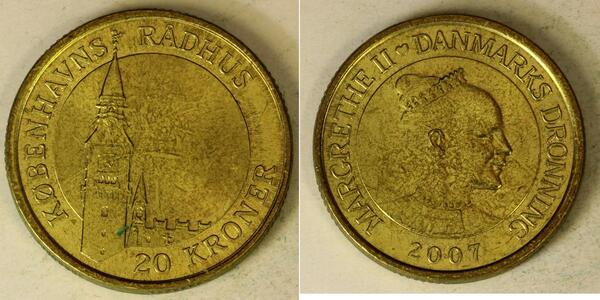 KØBENHAVNS RÅDHUS
20 KRONER
MARGRETHE II ♥ DANMARKS DRONNING
2007